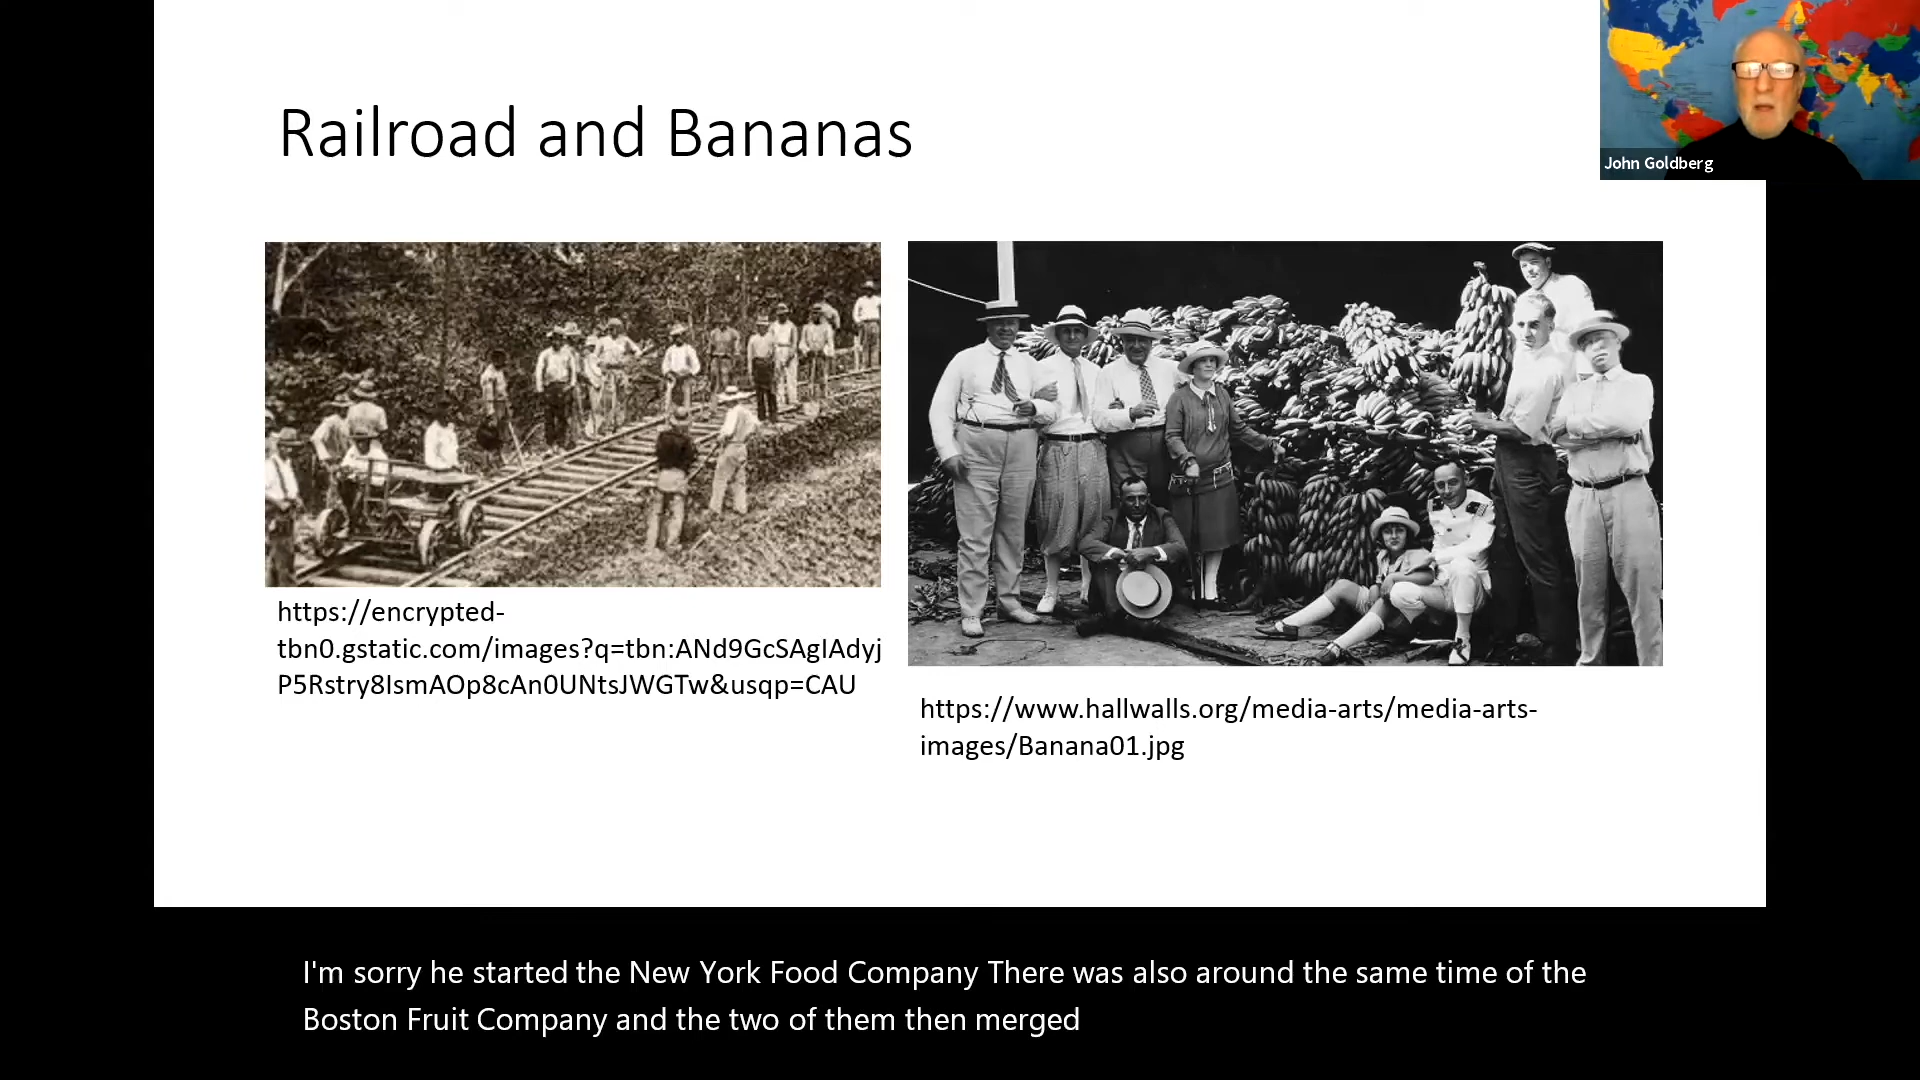 Railroad and Bananas
John Goldberg
https://encrypted-
tbn0.gstatic.com/images?q=tbn:ANd9GcSAgIAdyj
P5Rstry8IsmAOp8cAn0UNtsJWGTw&usqp=CAU
https://www.hallwalls.org/media-arts/media-arts-
images/Banana01.jpg
I'm sorry he started the New York Food Company There was also around the same time of the
Boston Fruit Company and the two of them then merged